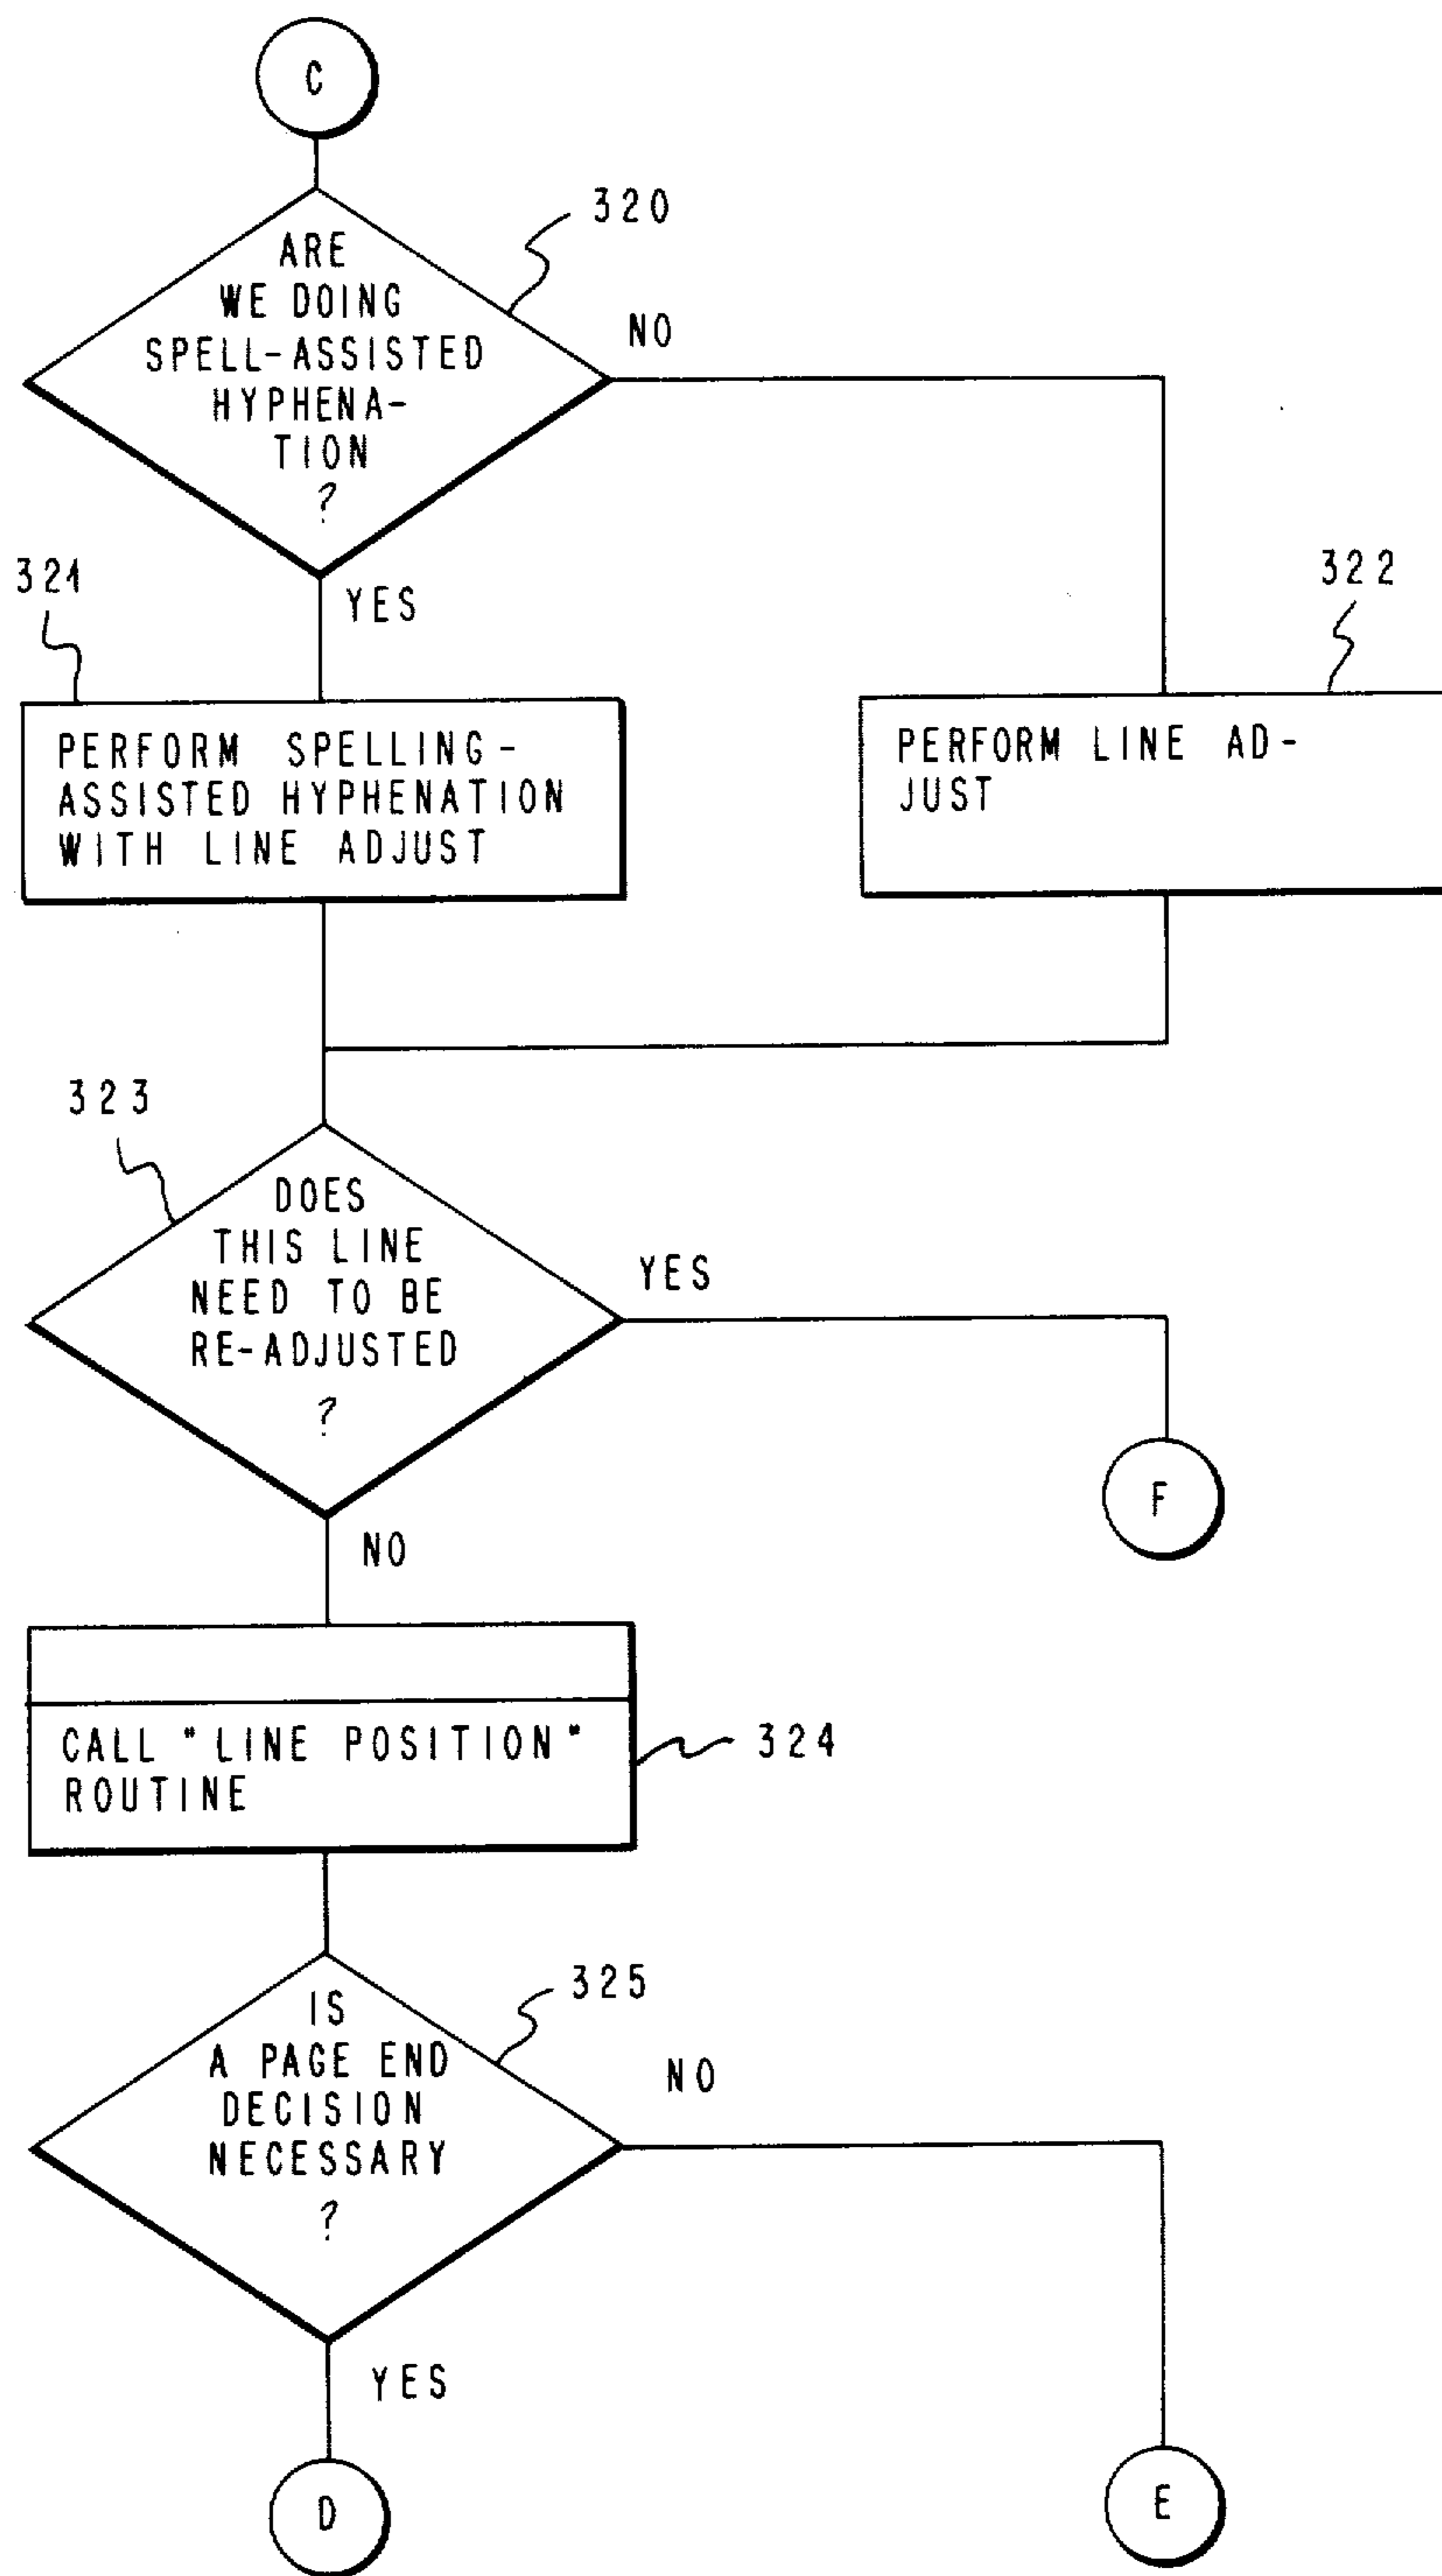 C
320
ARE
WE DOING
SPELL-ASSISTED
HYPHENA-
TION
?
NO
YES
321
322
PERFORM SPELLING-
ASSISTED HYPHENATION
WITH LINE ADJUST
PERFORM LINE AD-
JUST
323
DOES
THIS LINE
NEED TO BE
RE-ADJUSTED
?
YES
F
NO
CALL "LINE POSITION"
ROUTINE
324
325
IS
A PAGE END
DECISION
NECESSARY
?
NO
YES
D
E